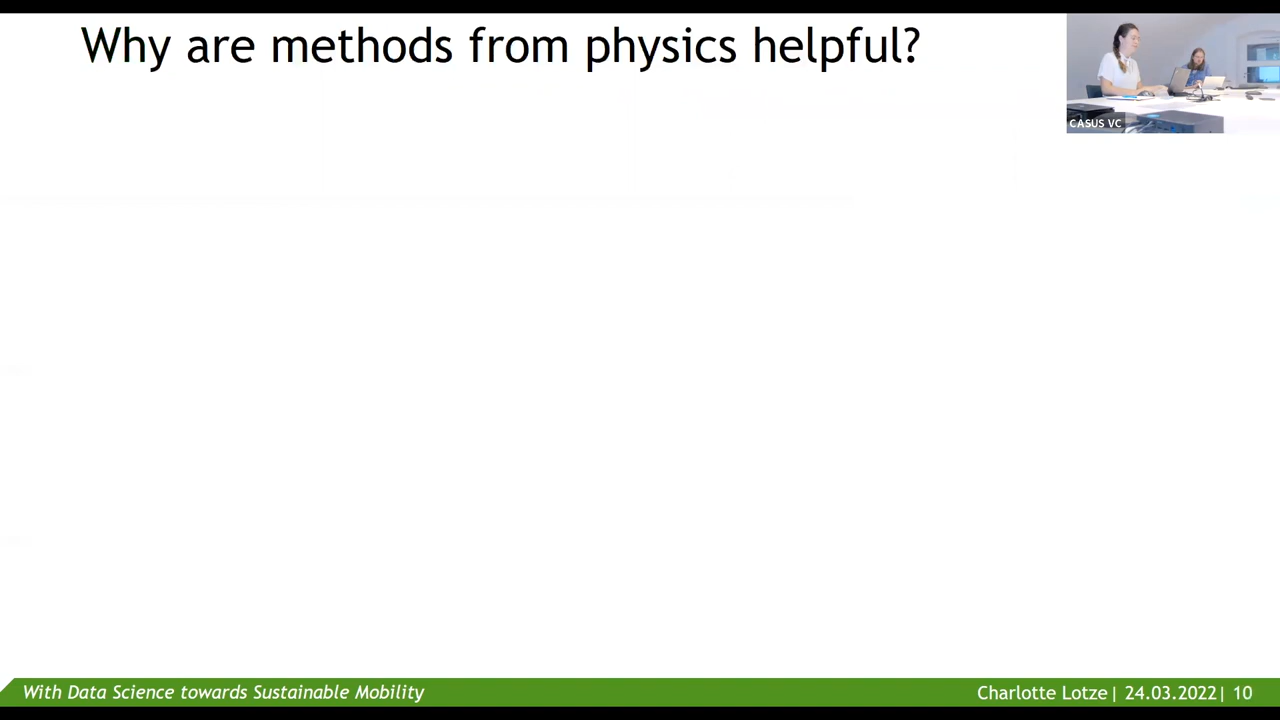 Why are methods from physics helpful?
CASUS VC
With Data Science towards Sustainable Mobility
Charlotte Lotze| 24.03.2022| 10